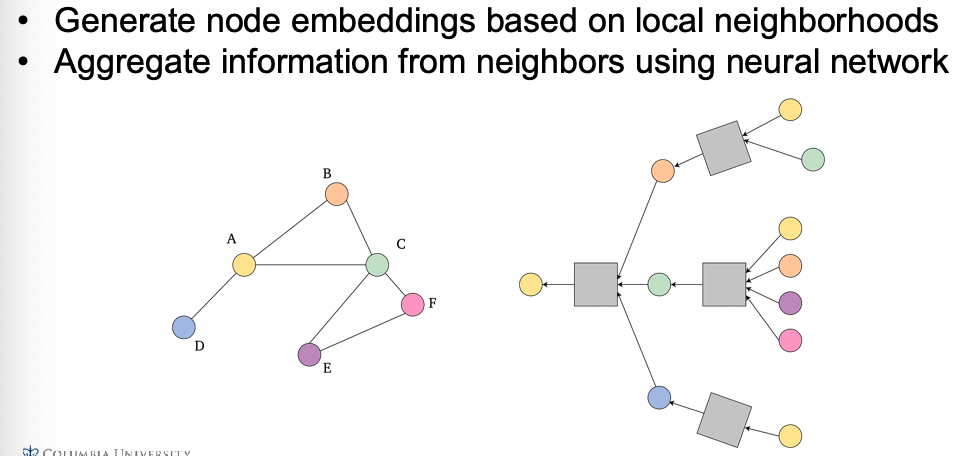 • Generate node embeddings based on local neighborhoods
• Aggregate information from neighbors using neural network
B
A
C
F
D
E
COLUMBIA UNIVERSITY